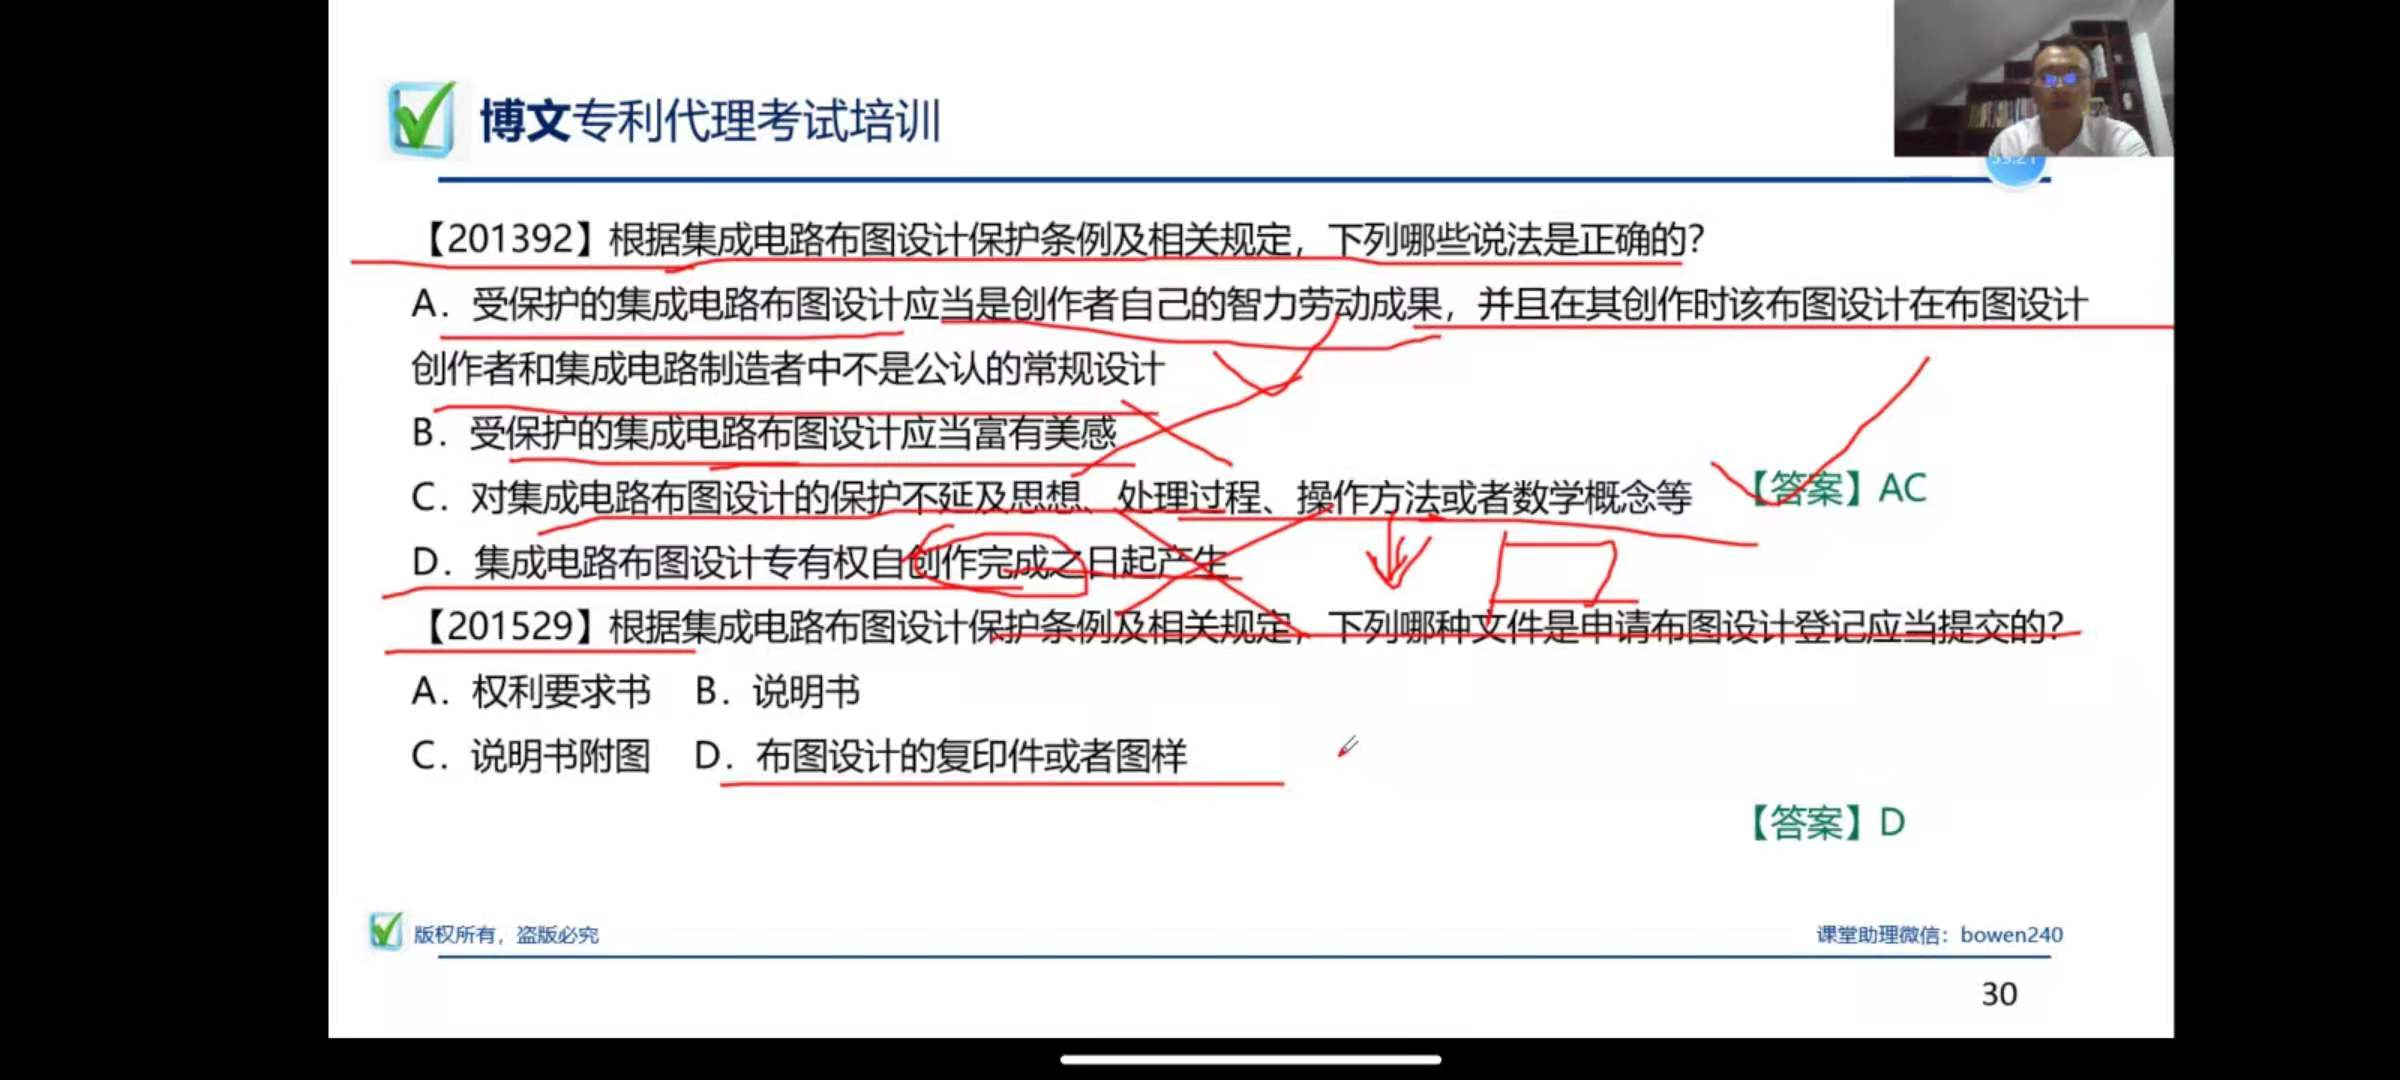 博文专利代理考试培训
【201392】根据集成电路布图设计保护条例及相关规定，下列哪些说法是正确的？
A．受保护的集成电路布图设计应当是创作者自己的智力劳动成果，并且在其创作时该布图设计在布图设计
创作者和集成电路制造者中不是公认的常规设计
B．受保护的集成电路布图设计应当富有美感
C．对集成电路布图设计的保护不延及思想、处理过程、操作方法或者数学概念等
【答案】AC
D．集成电路布图设计专有权自创作完成之日起产生
【201529】根据集成电路布图设计保护条例及相关规定，下列哪种文件是申请布图设计登记应当提交的？
A．权利要求书 B．说明书
C．说明书附图 D．布图设计的复印件或者图样
【答案】D
版权所有，盗版必究
课堂助理微信：bowen240
30